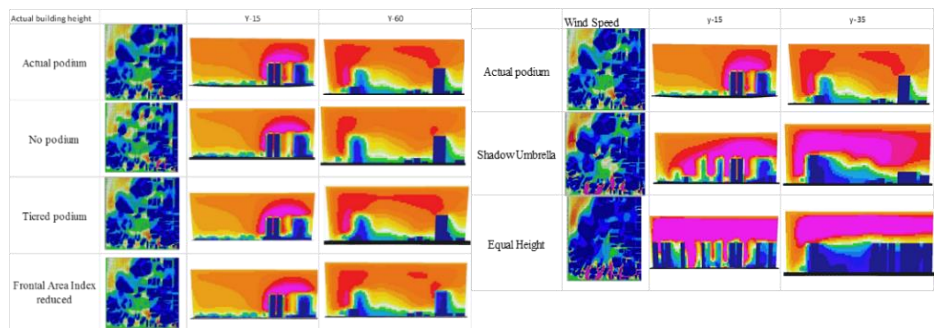 Actual building height
Y-15
Y-60
Actual podium
No podium
Tiered podium
Frontal Area Index
reduced
Wind Speed
y-15
y-35
Actual podium
Shadow Umbrella
Equal Height